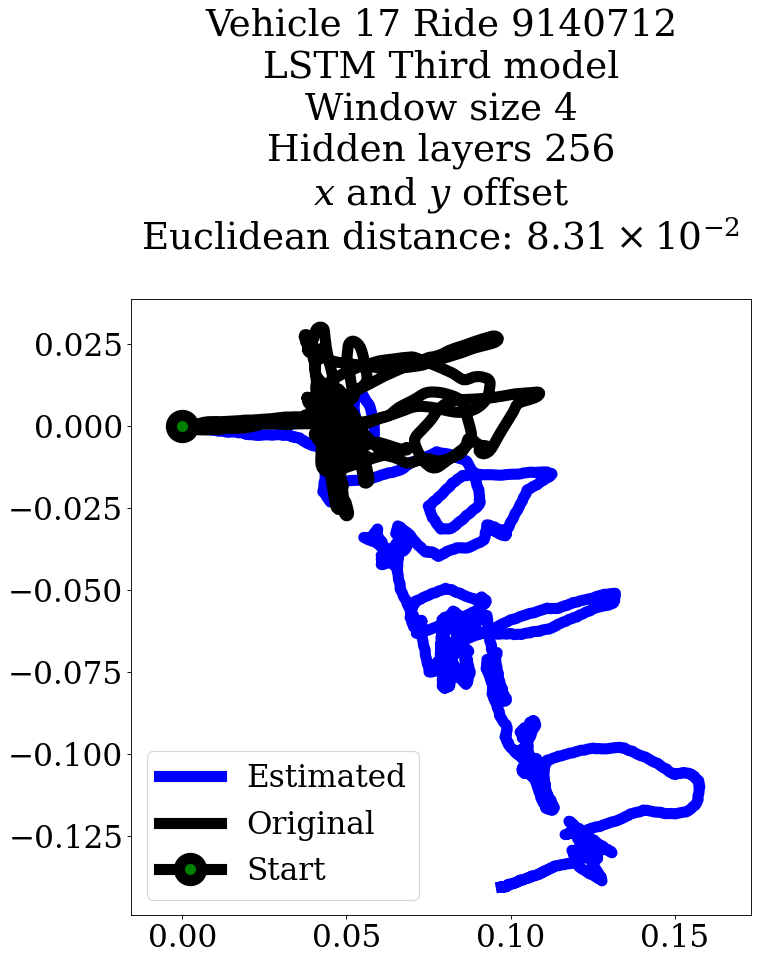 Vehicle 17 Ride 9140712
LSTM Third model
Window size 4
Hidden layers 256
x and y offset
Euclidean distance: 8.31 × 10⁻²
0.025
0.000
−0.025
−0.050
−0.075
−0.100
−0.125
Estimated
Original
Start
0.00 0.05 0.10 0.15